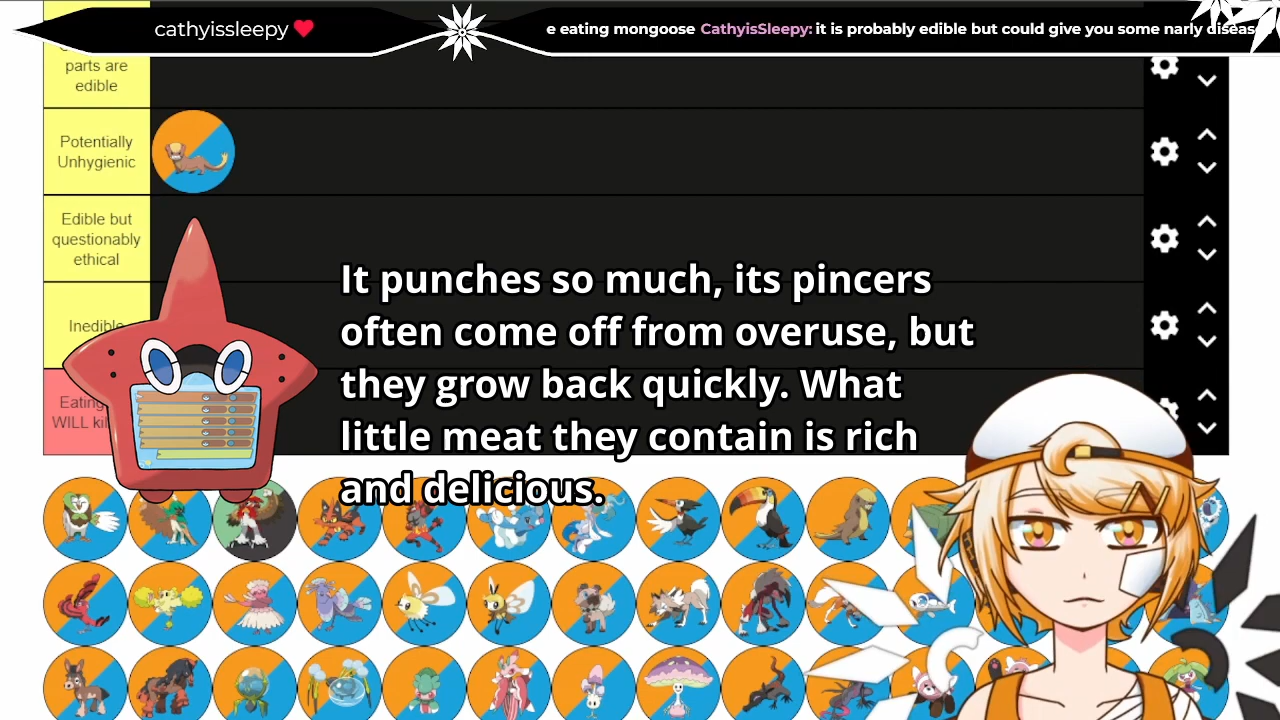 cathyissleepy
e eating mongoose CathyisSleepy: it is probably edible but could give you some narly diseas
parts are
edible
Potentially
Unhygienic
Edible but
questionably
ethical
Inedible
Eating
WILL kil
It punches so much, its pincers
often come off from overuse, but
they grow back quickly. What
little meat they contain is rich
and delicious.